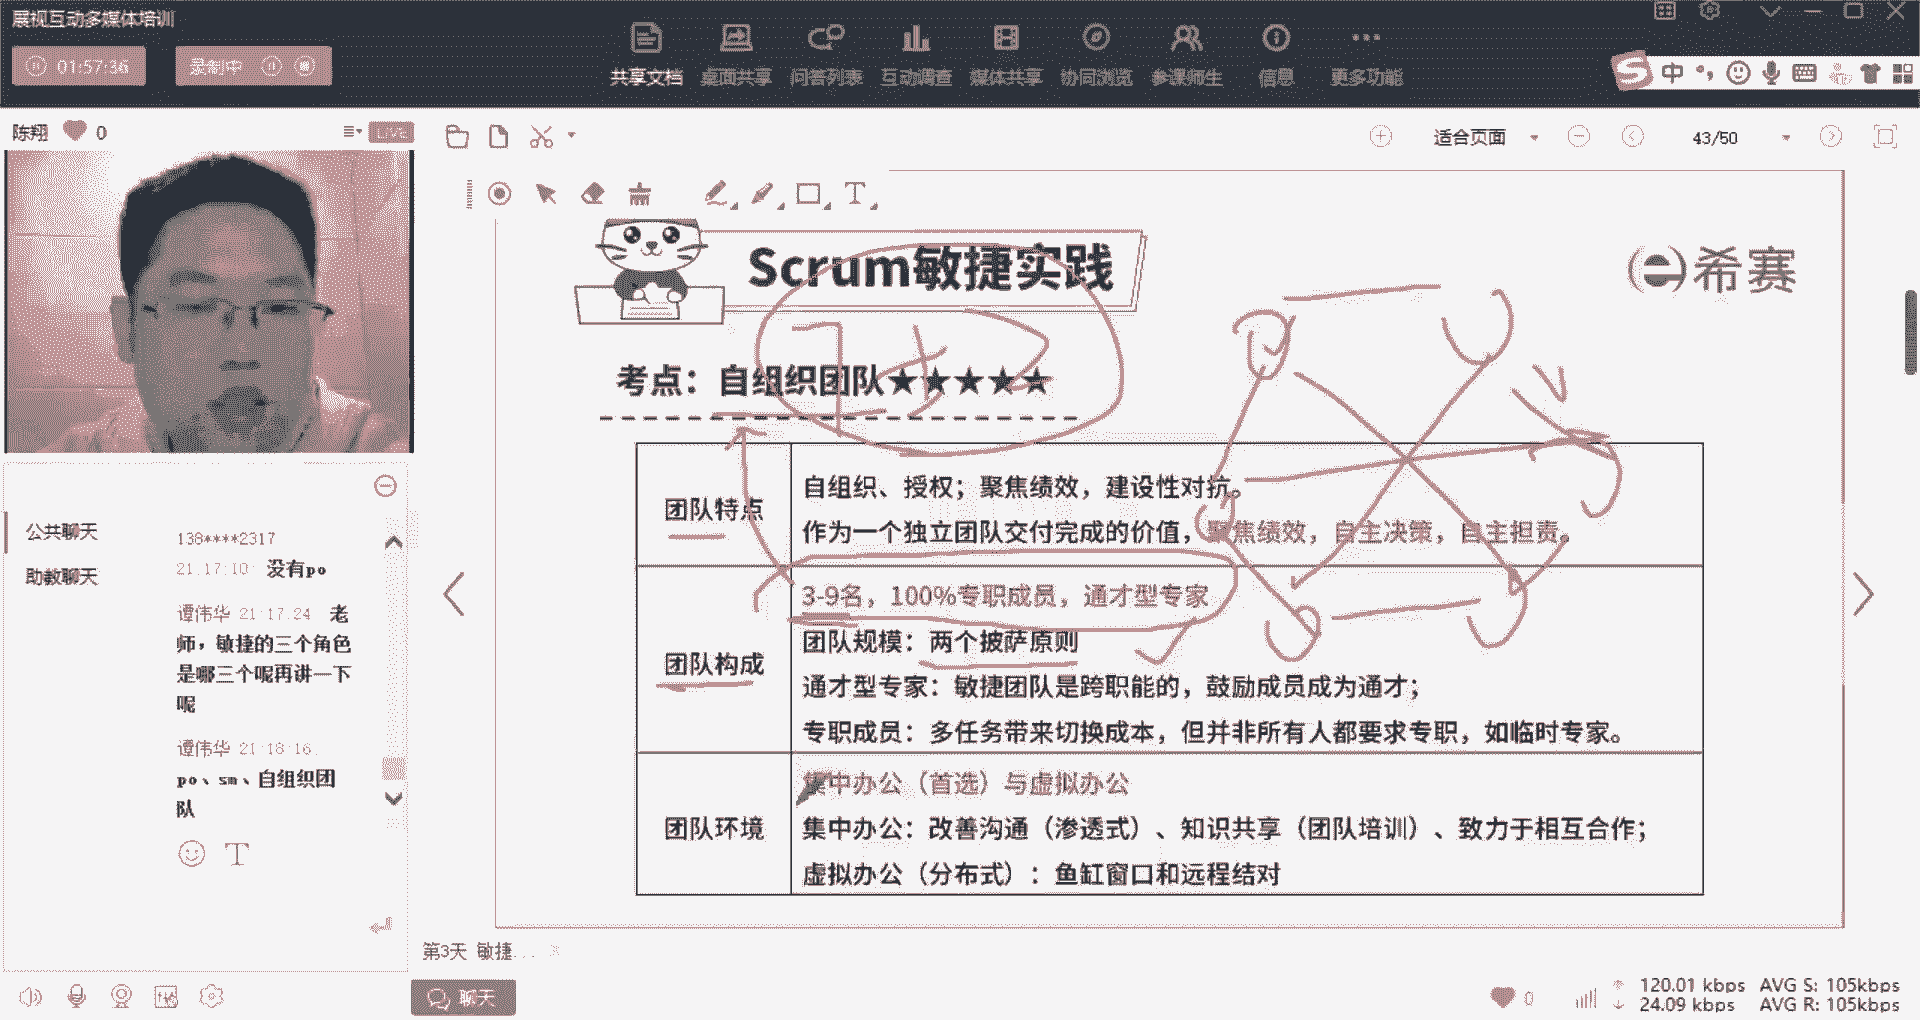 展视互动多媒体培训
01:57:36
录制中
共享文档
桌面共享
问答列表
互动调查
媒体共享
协同浏览
参课师生
信息
更多功能
中
陈翔 0
LIVE
适合页面
43/50
Scrum敏捷实践
希赛
7±2
考点：自组织团队★★★★★
团队特点
自组织、授权；聚焦绩效，建设性对抗。
作为一个独立团队交付完成的价值，聚焦绩效，自主决策，自主担责。
团队构成
3-9名，100%专职成员，通才型专家
团队规模：两个披萨原则
通才型专家：敏捷团队是跨职能的，鼓励成员成为通才；
专职成员：多任务带来切换成本，但并非所有人都要求专职，如临时专家。
团队环境
集中办公（首选）与虚拟办公
集中办公：改善沟通（渗透式）、知识共享（团队培训）、致力于相互合作；
虚拟办公（分布式）：鱼缸窗口和远程结对
公共聊天
助教聊天
138****2317
21:17:10 没有po
谭伟华 21:17:24 老
师，敏捷的三个角色
是哪三个呢再讲一下
呢
谭伟华 21:18:16
po、sm、自组织团
队
第3天 敏捷...
聊天
0
120.01 kbps AVG S: 105kbps
24.09 kbps AVG R: 105kbps